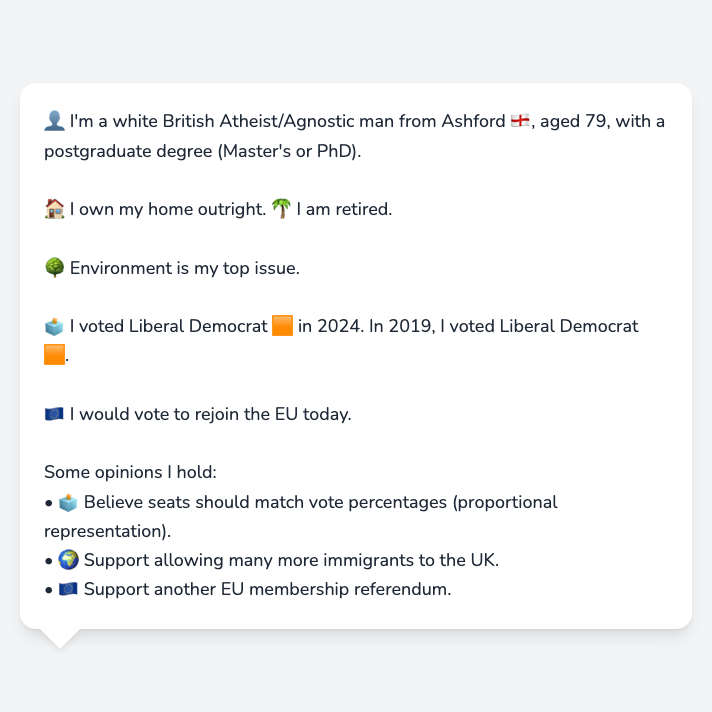 👤 I'm a white British Atheist/Agnostic man from Ashford 🏴󠁧󠁢󠁥󠁮󠁧󠁿, aged 79, with a
postgraduate degree (Master's or PhD).
🏠 I own my home outright. 🌴 I am retired.
🌳 Environment is my top issue.
🗳️ I voted Liberal Democrat 🟧 in 2024. In 2019, I voted Liberal Democrat
🟧.
🇪🇺 I would vote to rejoin the EU today.
Some opinions I hold:
• 🗳️ Believe seats should match vote percentages (proportional
representation).
• 🌍 Support allowing many more immigrants to the UK.
• 🇪🇺 Support another EU membership referendum.